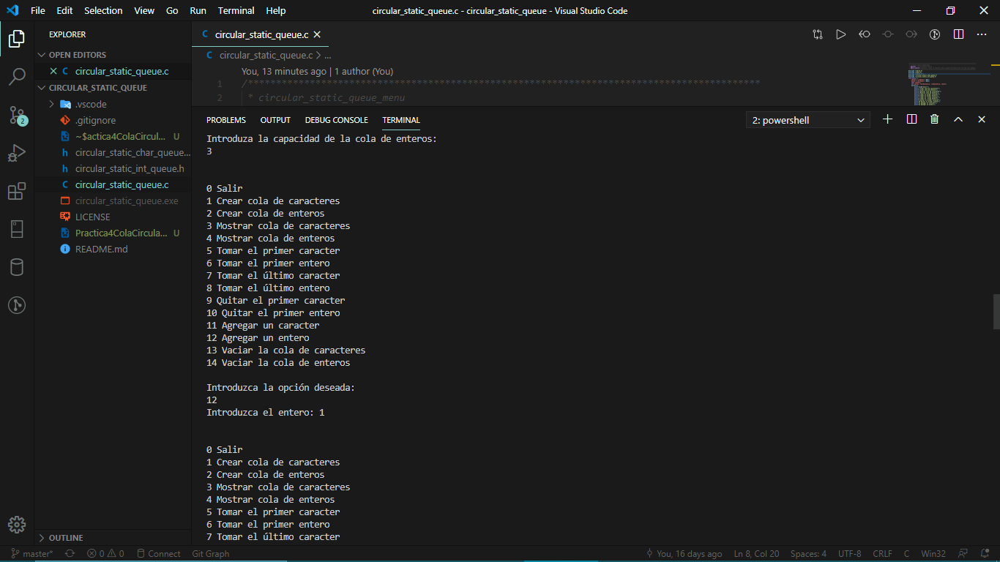 File Edit Selection View Go Run Terminal Help
circular_static_queue.c - circular_static_queue - Visual Studio Code
EXPLORER
OPEN EDITORS
circular_static_queue.c
CIRCULAR_STATIC_QUEUE
.vscode
.gitignore
~$actica4ColaCircul... U
circular_static_char_queue...
circular_static_int_queue.h
circular_static_queue.c
circular_static_queue.exe
LICENSE
Practica4ColaCircula... U
README.md
OUTLINE
2
circular_static_queue.c
circular_static_queue.c > ...
You, 13 minutes ago | 1 author (You)
1 /******************************************************************************************
2 * circular_static_queue_menu
PROBLEMS OUTPUT DEBUG CONSOLE TERMINAL
2: powershell
Introduza la capacidad de la cola de enteros:
3
0 Salir
1 Crear cola de caracteres
2 Crear cola de enteros
3 Mostrar cola de caracteres
4 Mostrar cola de enteros
5 Tomar el primer caracter
6 Tomar el primer entero
7 Tomar el último caracter
8 Tomar el último entero
9 Quitar el primer caracter
10 Quitar el primer entero
11 Agregar un caracter
12 Agregar un entero
13 Vaciar la cola de caracteres
14 Vaciar la cola de enteros
Introduzca la opción deseada:
12
Introduzca el entero: 1
0 Salir
1 Crear cola de caracteres
2 Crear cola de enteros
3 Mostrar cola de caracteres
4 Mostrar cola de enteros
5 Tomar el primer caracter
6 Tomar el primer entero
7 Tomar el último caracter
master* 0 0 Connect Git Graph
You, 16 days ago Ln 8, Col 20 Spaces: 4 UTF-8 CRLF C Win32